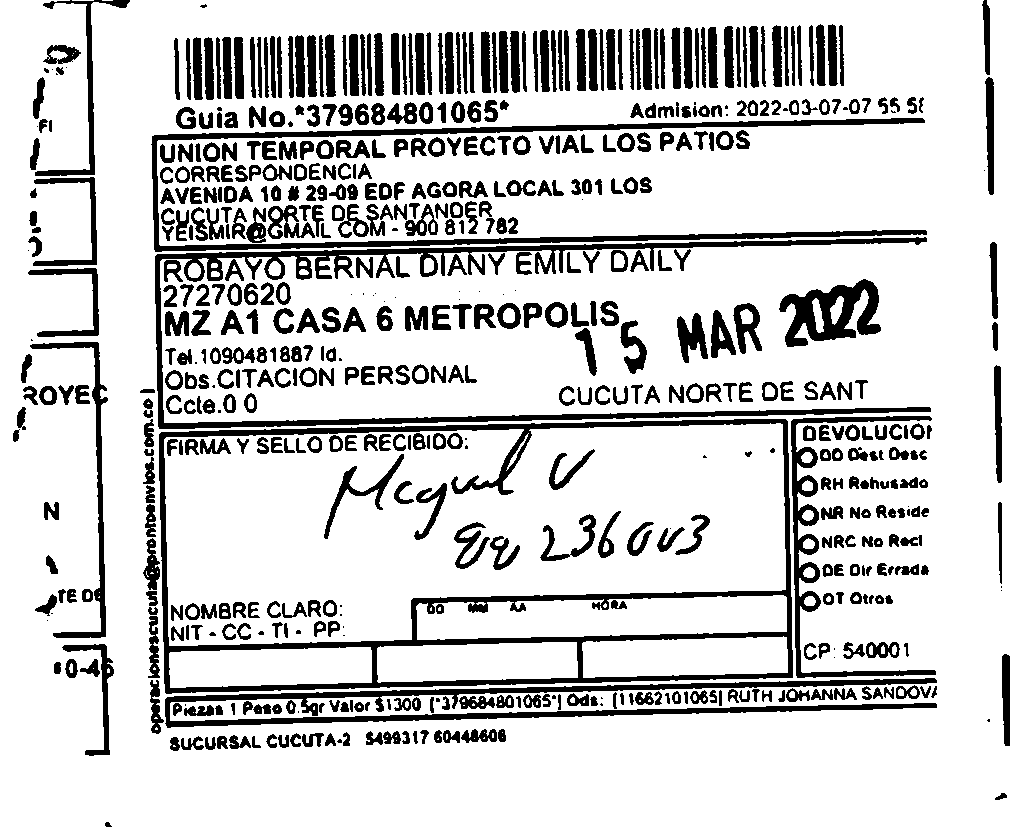 Guia No.*379684801065*
Admision: 2022-03-07-07 55 58
UNION TEMPORAL PROYECTO VIAL LOS PATIOS
CORRESPONDENCIA
AVENIDA 10 # 29-09 EDF AGORA LOCAL 301 LOS
CUCUTA NORTE DE SANTANDER
YEISMIR@GMAIL COM - 900 812 782
ROBAYO BERNAL DIANY EMILY DAILY
27270620
MZ A1 CASA 6 METROPOLIS
15 MAR 2022
Tel.1090481887 Id.
Obs.CITACION PERSONAL
Ccte.0 0
CUCUTA NORTE DE SANT
FIRMA Y SELLO DE RECIBIDO:
NOMBRE CLARO:
NIT - CC - TI - PP:
DD MM AA HORA
DEVOLUCION
DD Dest Desc
RH Rehusado
NR No Reside
NRC No Recl
DE Dir Errada
OT Otros
CP: 540001
Piezas 1 Peso 0.5gr Valor $1300 [*379684801065*] Ods: [11662101065] RUTH JOHANNA SANDOVA
SUCURSAL CUCUTA-2 5499317 60448606
operacionescucuta@prontoenvios.com.co
FI
ROYEC
N
TE DE
0-46